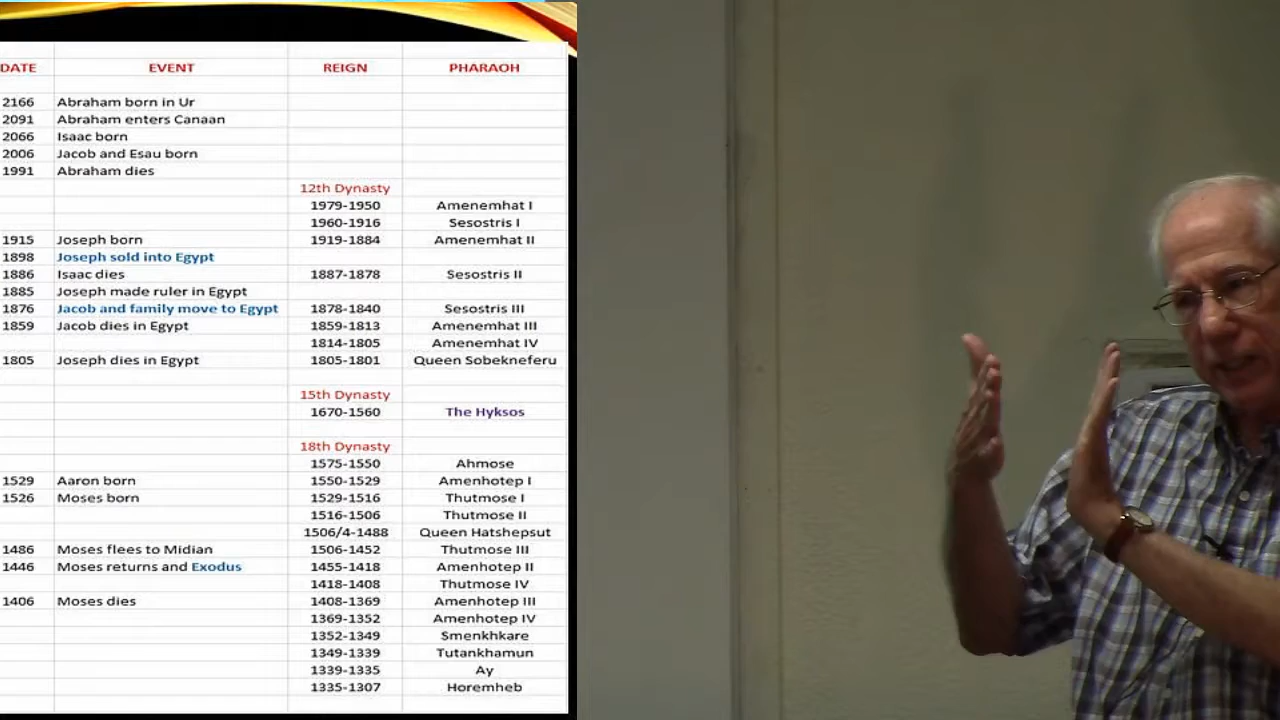 DATE EVENT REIGN PHARAOH
2166 Abraham born in Ur
2091 Abraham enters Canaan
2066 Isaac born
2006 Jacob and Esau born
1991 Abraham dies
12th Dynasty
1979-1950 Amenemhat I
1960-1916 Sesostris I
1915 Joseph born 1919-1884 Amenemhat II
1898 Joseph sold into Egypt
1886 Isaac dies 1887-1878 Sesostris II
1885 Joseph made ruler in Egypt
1876 Jacob and family move to Egypt 1878-1840 Sesostris III
1859 Jacob dies in Egypt 1859-1813 Amenemhat III
1814-1805 Amenemhat IV
1805 Joseph dies in Egypt 1805-1801 Queen Sobekneferu
15th Dynasty
1670-1560 The Hyksos
18th Dynasty
1575-1550 Ahmose
1529 Aaron born 1550-1529 Amenhotep I
1526 Moses born 1529-1516 Thutmose I
1516-1506 Thutmose II
1506/4-1488 Queen Hatshepsut
1486 Moses flees to Midian 1506-1452 Thutmose III
1446 Moses returns and Exodus 1455-1418 Amenhotep II
1418-1408 Thutmose IV
1406 Moses dies 1408-1369 Amenhotep III
1369-1352 Amenhotep IV
1352-1349 Smenkhkare
1349-1339 Tutankhamun
1339-1335 Ay
1335-1307 Horemheb